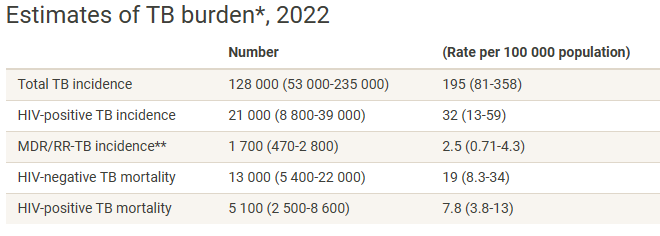 Estimates of TB burden*, 2022
Number (Rate per 100 000 population)
Total TB incidence 128 000 (53 000-235 000) 195 (81-358)
HIV-positive TB incidence 21 000 (8 800-39 000) 32 (13-59)
MDR/RR-TB incidence** 1 700 (470-2 800) 2.5 (0.71-4.3)
HIV-negative TB mortality 13 000 (5 400-22 000) 19 (8.3-34)
HIV-positive TB mortality 5 100 (2 500-8 600) 7.8 (3.8-13)